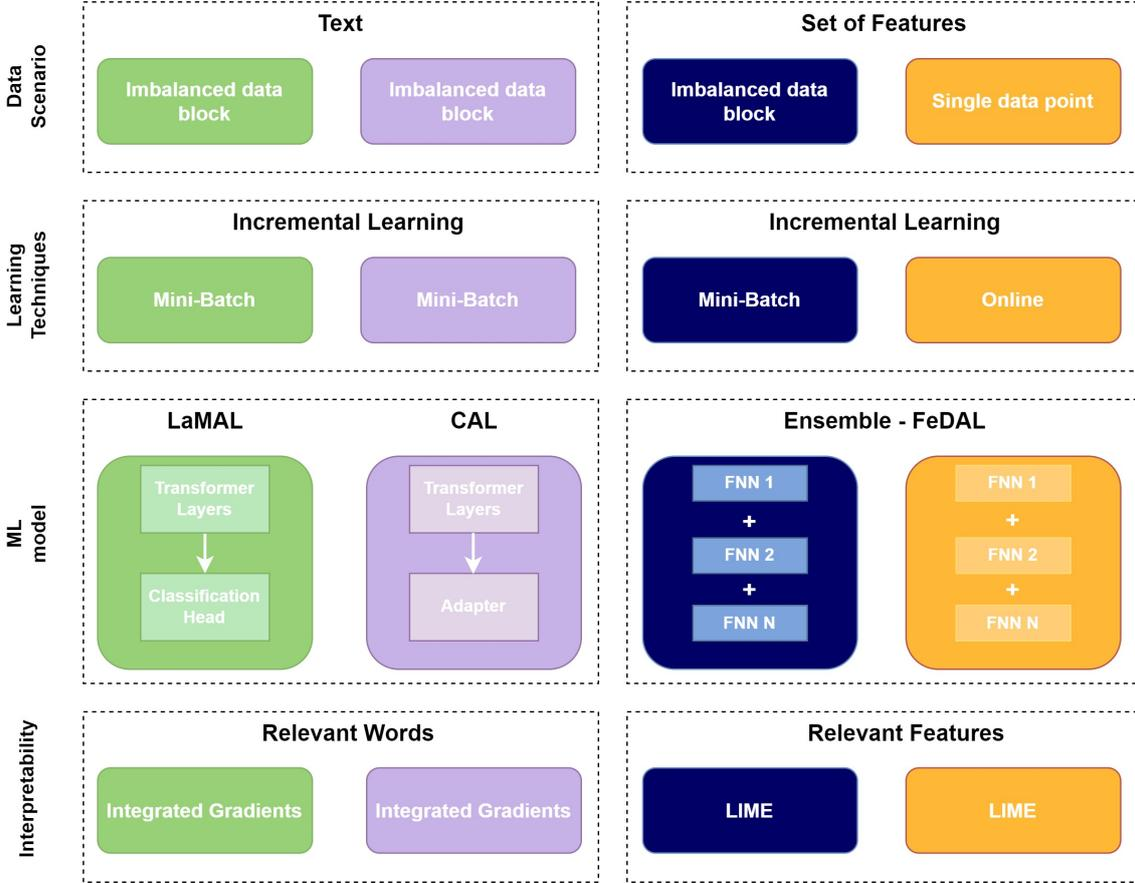 Data
Scenario
Text
Imbalanced data
block
Imbalanced data
block
Set of Features
Imbalanced data
block
Single data point
Learning
Techniques
Incremental Learning
Mini-Batch
Mini-Batch
Incremental Learning
Mini-Batch
Online
ML
model
LaMAL
Transformer
Layers
Classification
Head
CAL
Transformer
Layers
Adapter
Ensemble - FeDAL
FNN 1
+
FNN 2
+
FNN N
FNN 1
+
FNN 2
+
FNN N
Interpretability
Relevant Words
Integrated Gradients
Integrated Gradients
Relevant Features
LIME
LIME